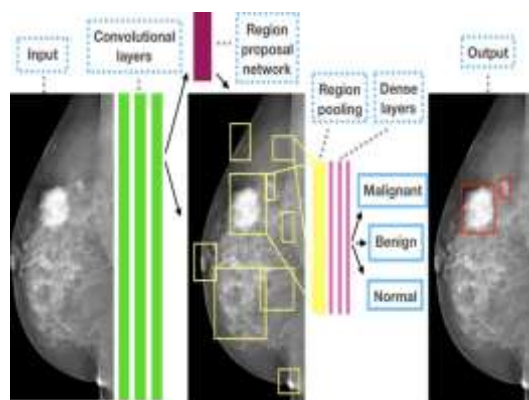 Input
Convolutional
layers
Region
proposal
network
Region
pooling
Dense
layers
Output
Malignant
Benign
Normal